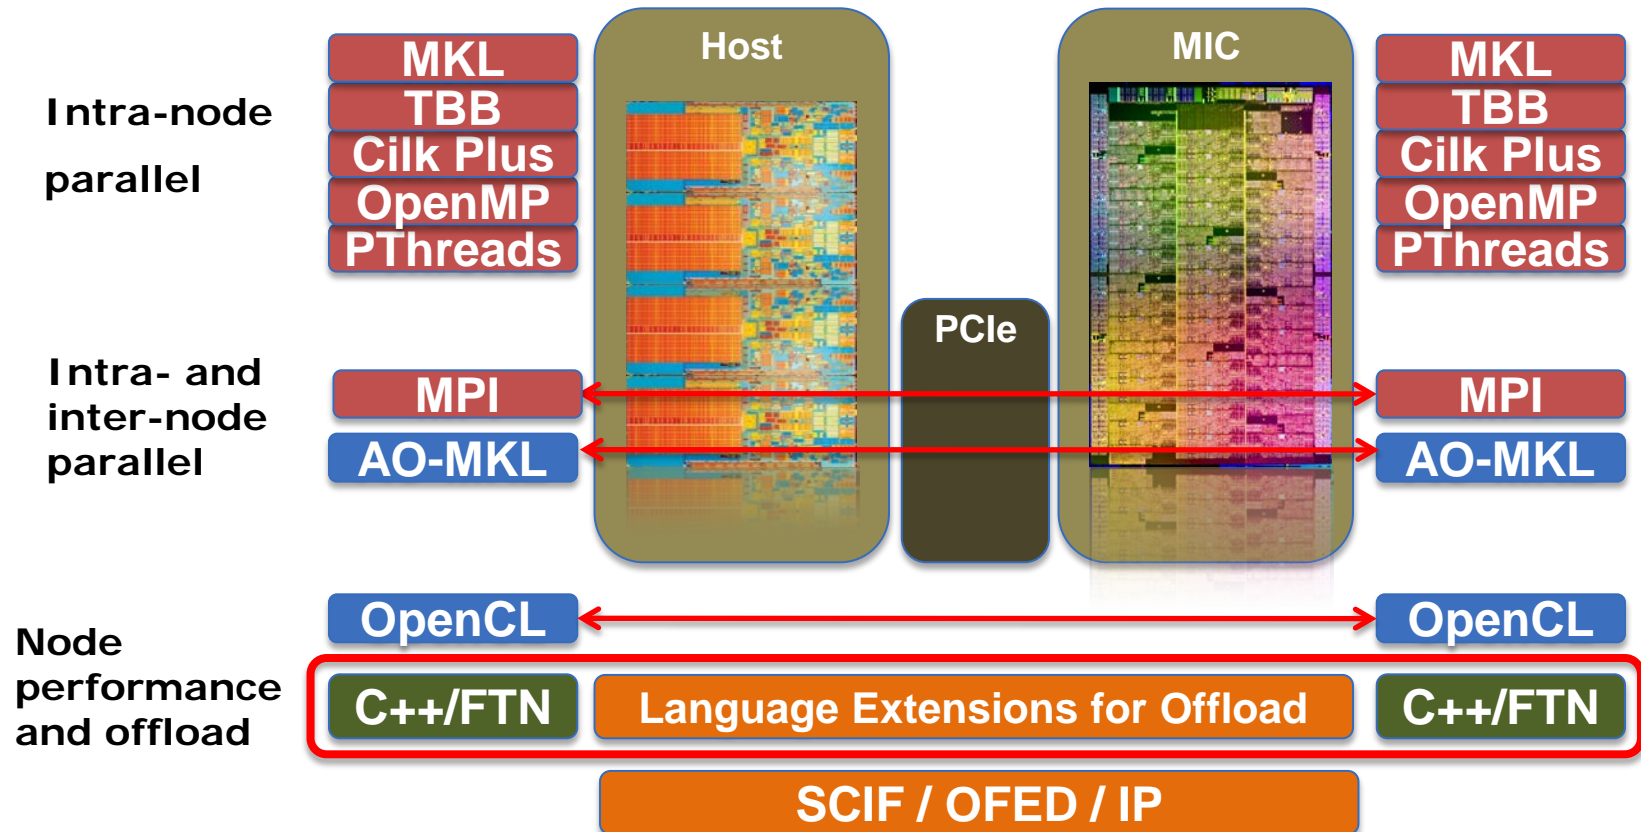 Host
MIC
MKL
TBB
Cilk Plus
OpenMP
PThreads
Intra-node
parallel
MKL
TBB
Cilk Plus
OpenMP
PThreads
PCIe
Intra- and
inter-node
parallel
MPI
AO-MKL
MPI
AO-MKL
Node
performance
and offload
OpenCL
OpenCL
C++/FTN
Language Extensions for Offload
C++/FTN
SCIF / OFED / IP